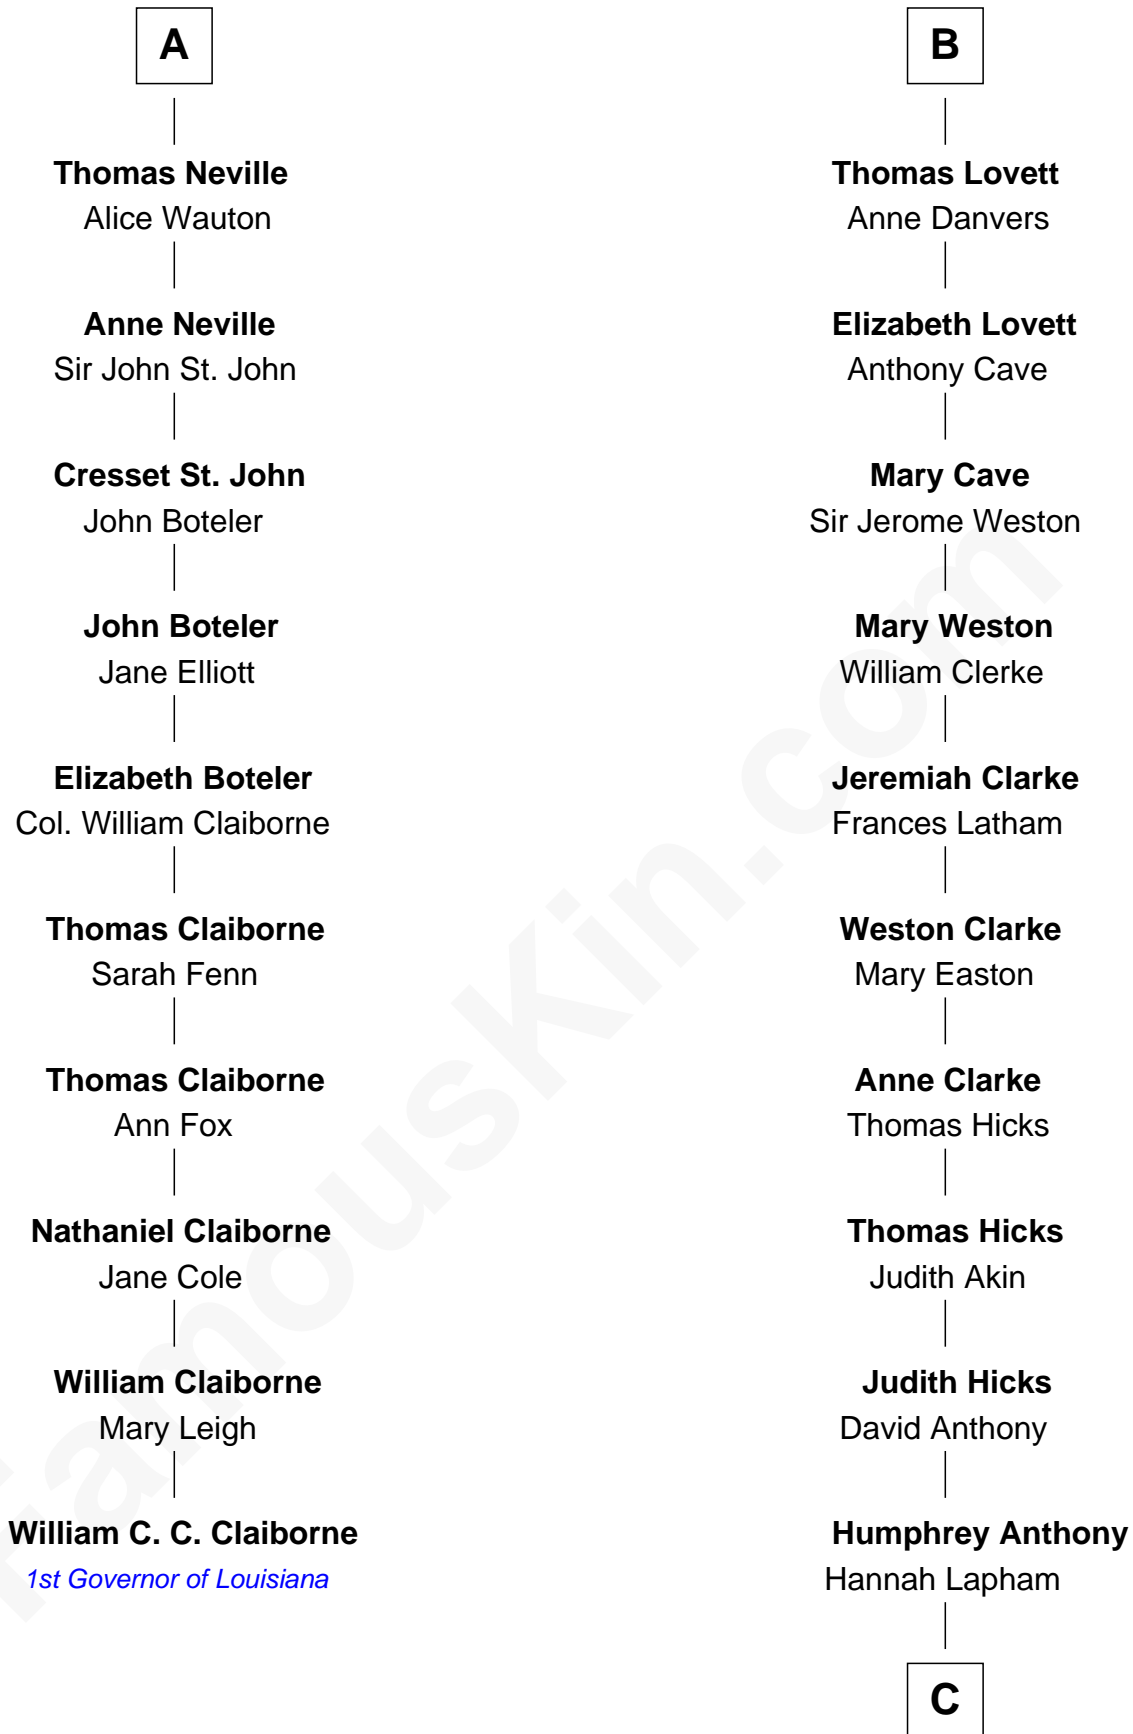 A
Thomas Neville
Alice Wauton
Anne Neville
Sir John St. John
Cresset St. John
John Boteler
John Boteler
Jane Elliott
Elizabeth Boteler
Col. William Claiborne
Thomas Claiborne
Sarah Fenn
Thomas Claiborne
Ann Fox
Nathaniel Claiborne
Jane Cole
William Claiborne
Mary Leigh
William C. C. Claiborne
1st Governor of Louisiana
B
Thomas Lovett
Anne Danvers
Elizabeth Lovett
Anthony Cave
Mary Cave
Sir Jerome Weston
Mary Weston
William Clerke
Jeremiah Clarke
Frances Latham
Weston Clarke
Mary Easton
Anne Clarke
Thomas Hicks
Thomas Hicks
Judith Akin
Judith Hicks
David Anthony
Humphrey Anthony
Hannah Lapham
C
FamousKin.com